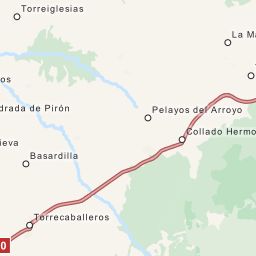 Torreiglesias
La Ma
os
Pelayos del Arroyo
drada de Pirón
Collado Hermo
ieva
Basardilla
Torrecaballeros
0